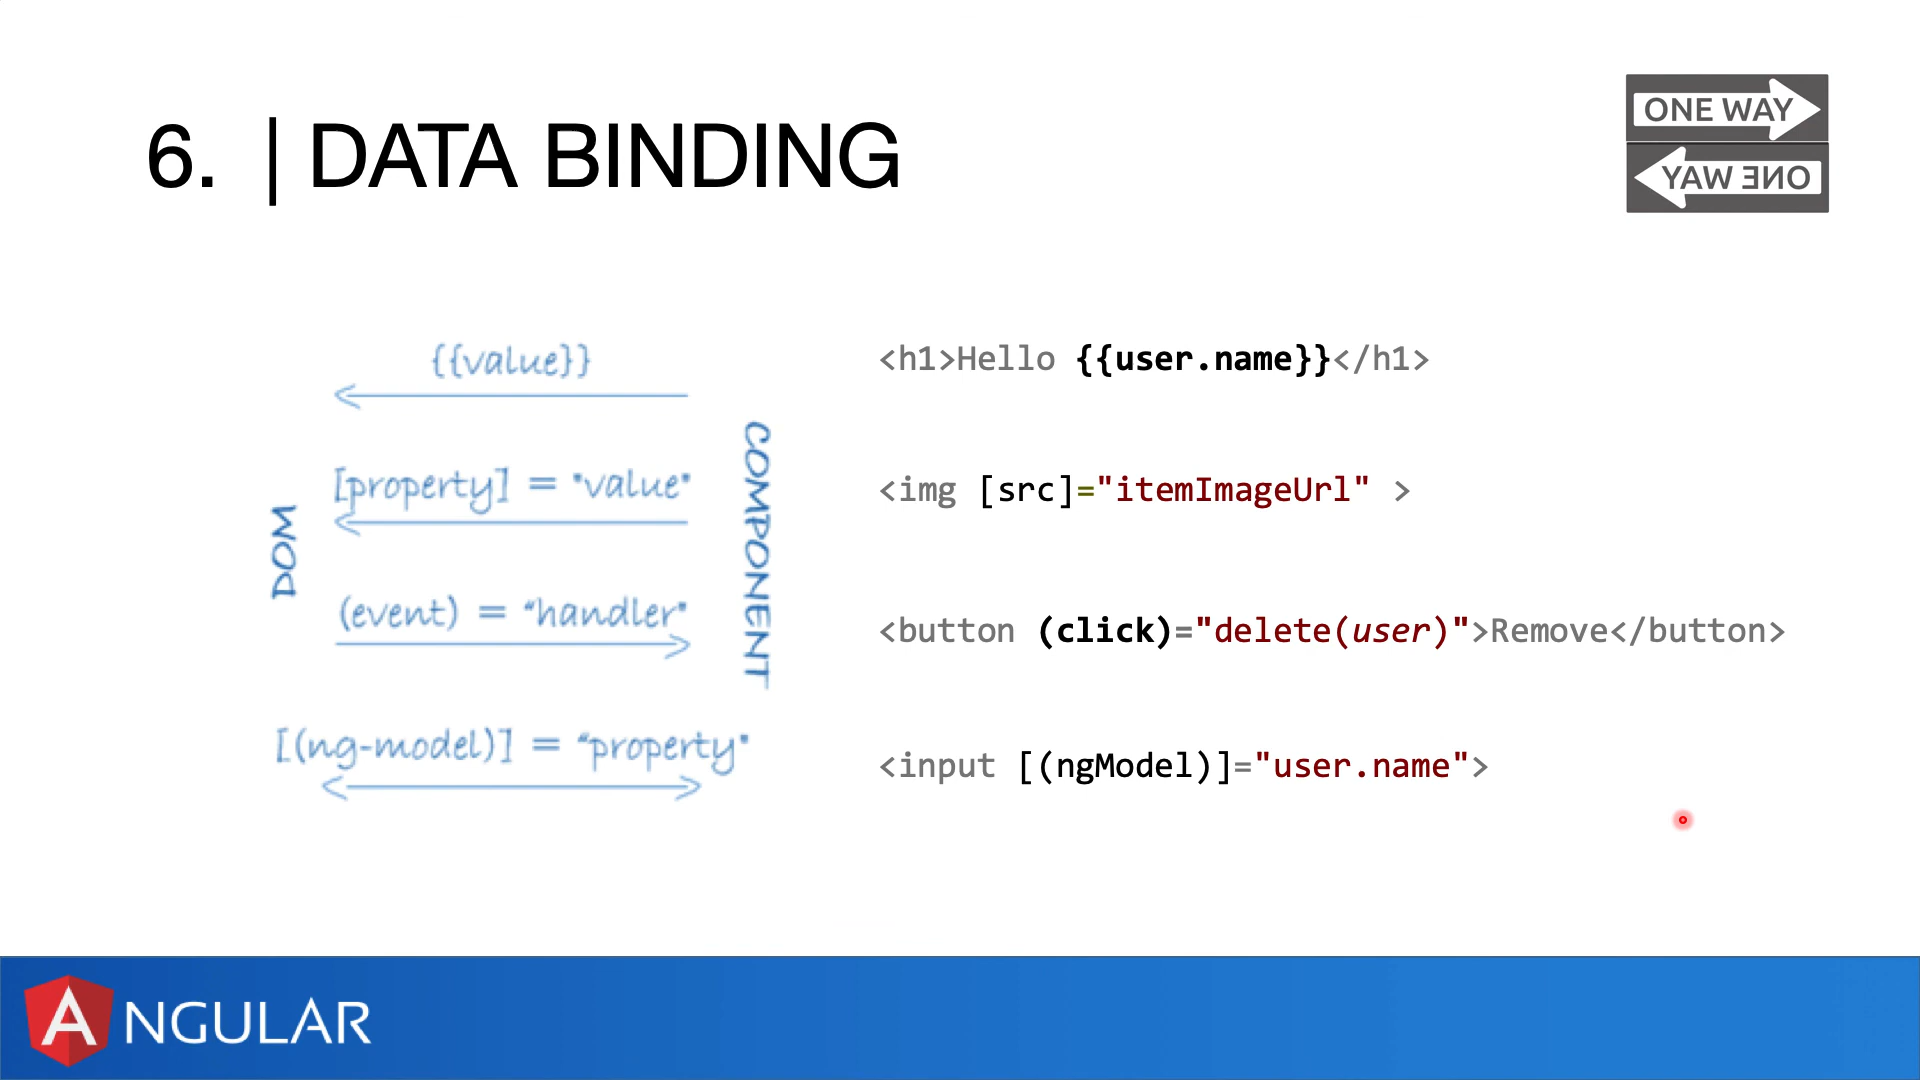 6. | DATA BINDING
ONE WAY
ONE WAY
{{value}}
[property] = "value"
(event) = "handler"
[(ng-model)] = "property"
DOM
COMPONENT
<h1>Hello {{user.name}}</h1>
<img [src]="itemImageUrl" >
<button (click)="delete(user)">Remove</button>
<input [(ngModel)]="user.name">
ANGULAR